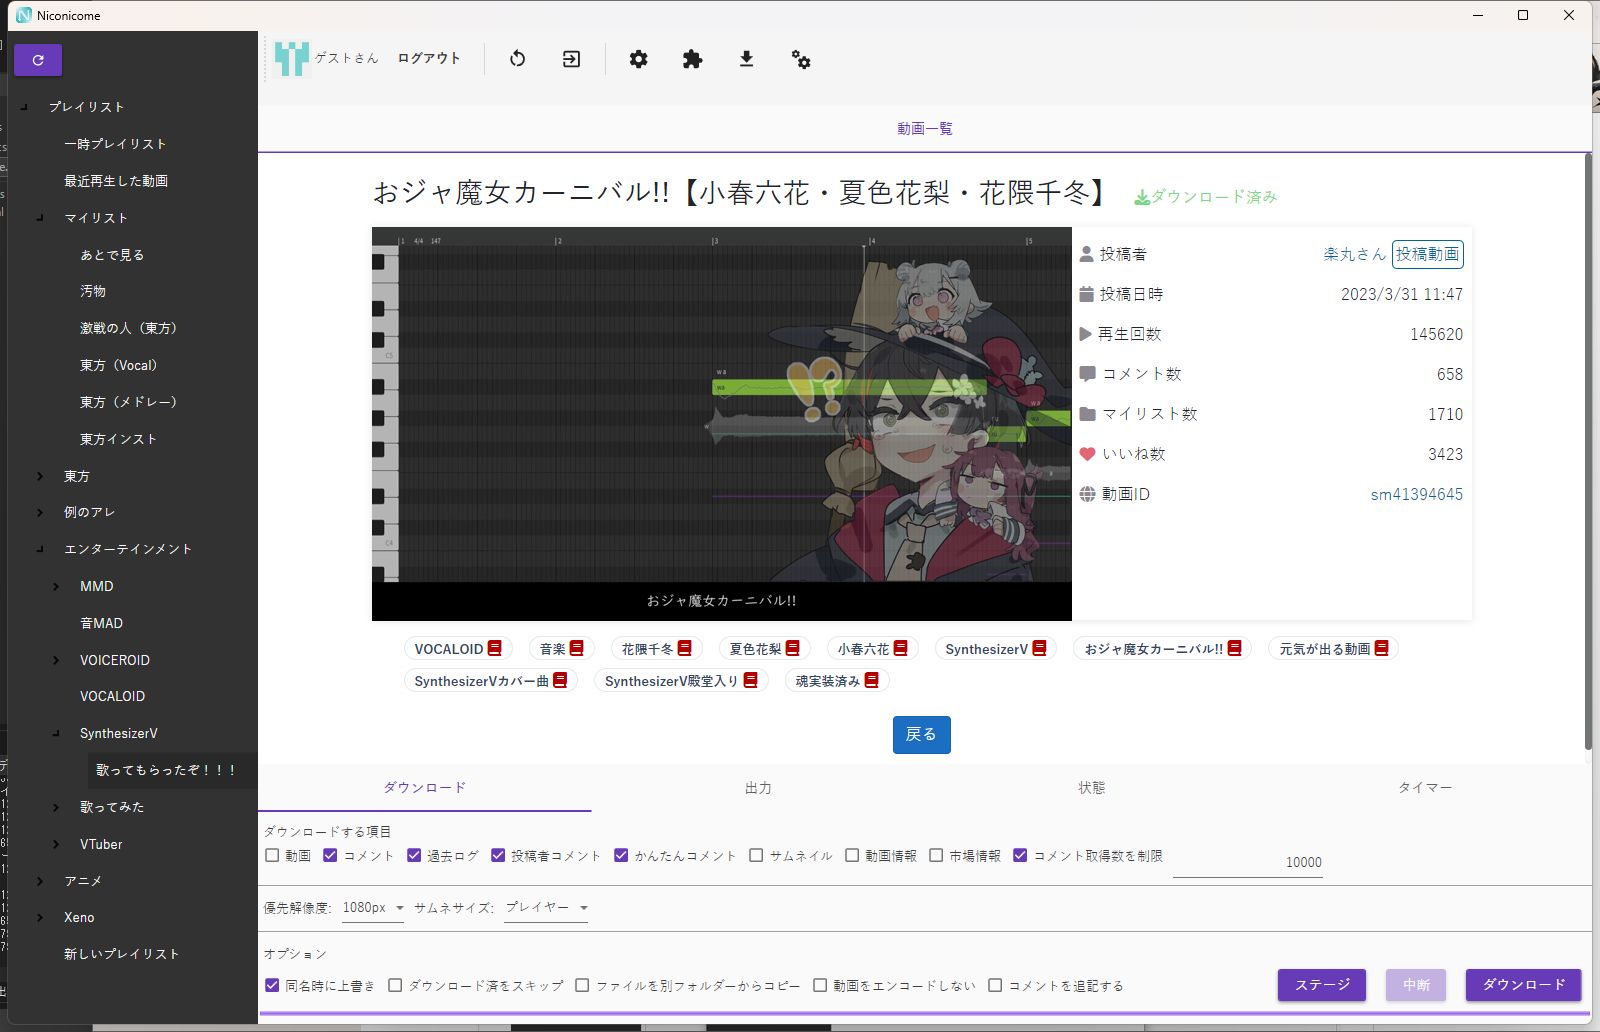 Niconicome
ゲストさん ログアウト
プレイリスト
一時プレイリスト
最近再生した動画
マイリスト
あとで見る
汚物
激戦の人（東方）
東方（Vocal）
東方（メドレー）
東方インスト
東方
例のアレ
エンターテインメント
MMD
音MAD
VOICEROID
VOCALOID
SynthesizerV
歌ってもらったぞ！！！
歌ってみた
VTuber
アニメ
Xeno
新しいプレイリスト
動画一覧
おジャ魔女カーニバル!!【小春六花・夏色花梨・花隈千冬】 ダウンロード済み
1 4/4 147 2 3 4 5
C5
wa
wa
w
wa
wa
C4
おジャ魔女カーニバル!!
投稿者 楽丸さん 投稿動画
投稿日時 2023/3/31 11:47
再生回数 145620
コメント数 658
マイリスト数 1710
いいね数 3423
動画ID sm41394645
VOCALOID 音楽 花隈千冬 夏色花梨 小春六花 SynthesizerV おジャ魔女カーニバル!! 元気が出る動画
SynthesizerVカバー曲 SynthesizerV殿堂入り 魂実装済み
戻る
ダウンロード 出力 状態 タイマー
ダウンロードする項目
動画 コメント 過去ログ 投稿者コメント かんたんコメント サムネイル 動画情報 市場情報 コメント取得数を制限 10000
優先解像度: 1080px サムネサイズ: プレイヤー
オプション
同名時に上書き ダウンロード済をスキップ ファイルを別フォルダーからコピー 動画をエンコードしない コメントを追記する
ステージ 中断 ダウンロード